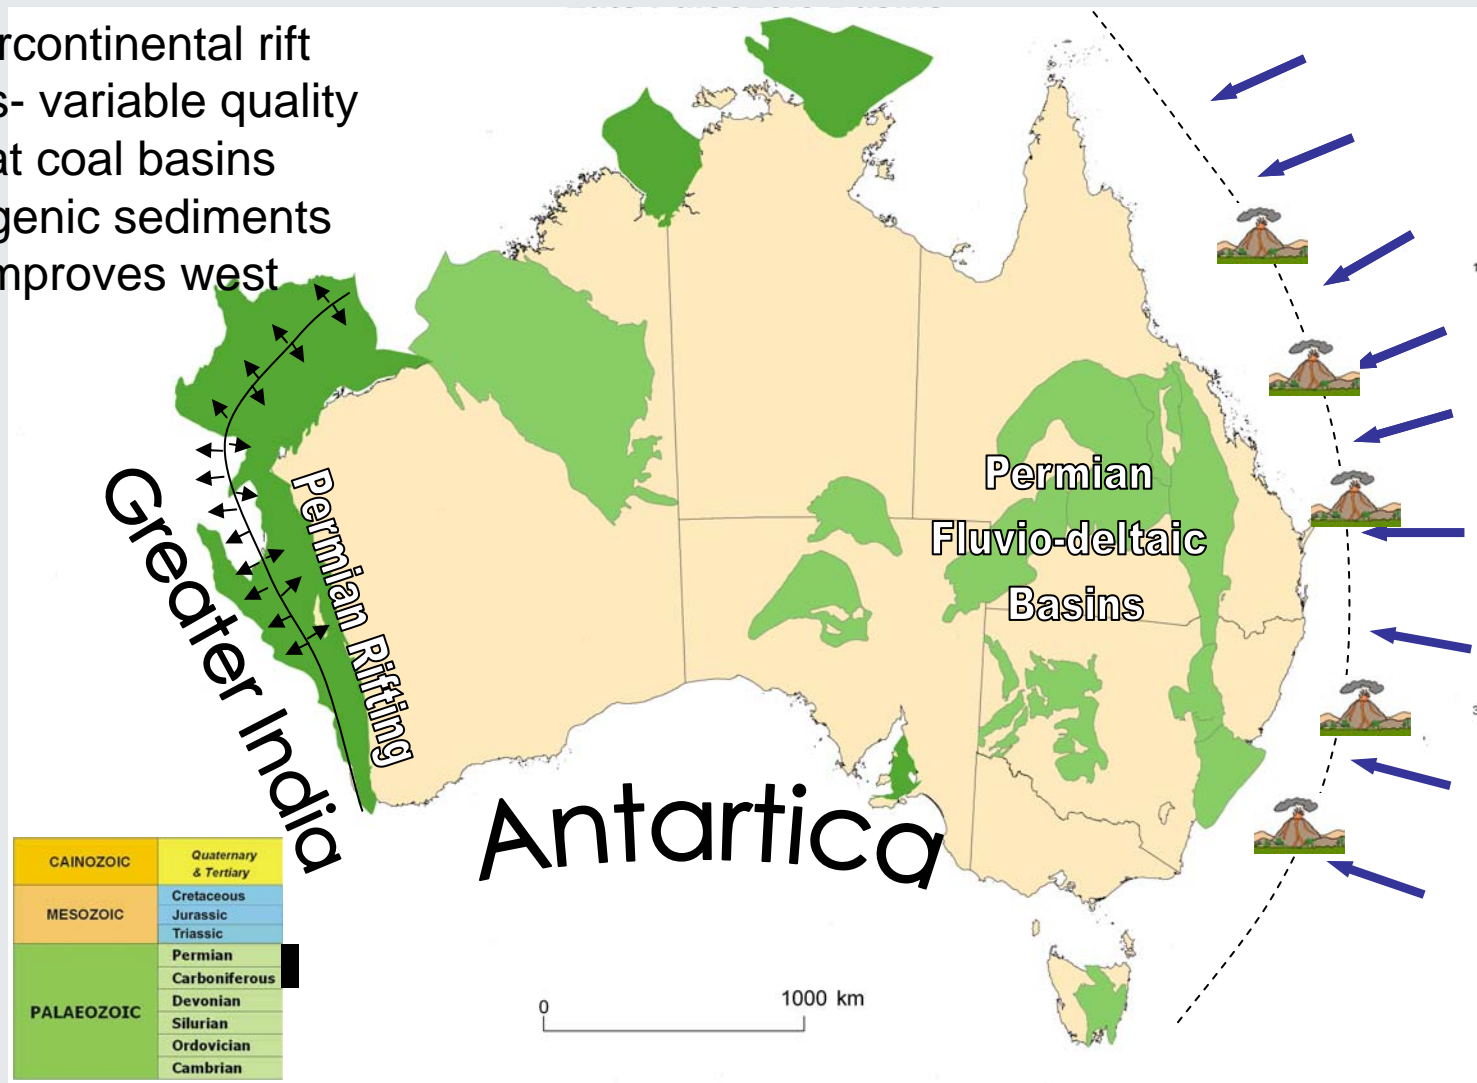 rcontinental rift
s- variable quality
at coal basins
genic sediments
mproves west
Permian
Fluvio-deltaic
Basins
Permian Rifting
Greater India
Antartica
CAINOZOIC
Quaternary
& Tertiary
MESOZOIC
Cretaceous
Jurassic
Triassic
PALAEOZOIC
Permian
Carboniferous
Devonian
Silurian
Ordovician
Cambrian
0
1000 km